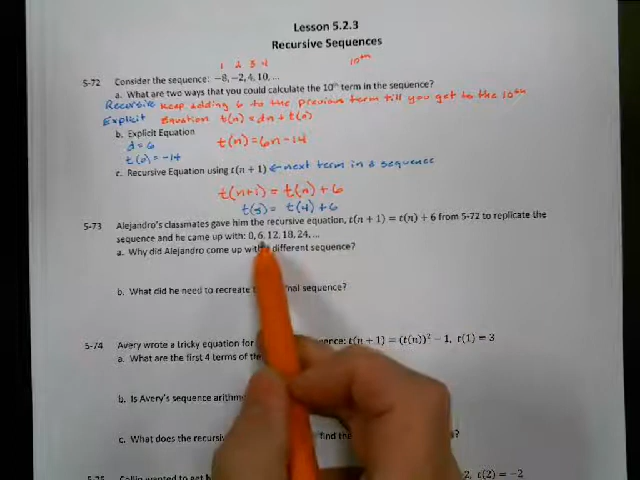 Lesson 5.2.3
Recursive Sequences
1 2 3 4 10th
5-72 Consider the sequence: −8, −2, 4, 10, ...
a. What are two ways that you could calculate the 10th term in the sequence?
Recursive keep adding 6 to the previous term till you get to the 10th
Explicit Equation t(n) = dn + t(0)
b. Explicit Equation
d = 6 t(n) = 6n - 14
t(0) = -14
c. Recursive Equation using t(n + 1) ← next term in a sequence
t(n+1) = t(n) + 6
t(5) = t(4) + 6
5-73 Alejandro's classmates gave him the recursive equation, t(n + 1) = t(n) + 6 from 5-72 to replicate the
sequence and he came up with: 0, 6, 12, 18, 24, ...
a. Why did Alejandro come up with different sequence?
b. What did he need to recreate sequence?
5-74 Avery wrote a tricky equation for t(n + 1) = (t(n))² − 1, t(1) = 3
a. What are the first 4 terms of the
b. Is Avery's sequence
c. What does the find the ?
5-75 wanted to 2, t(2) = −2